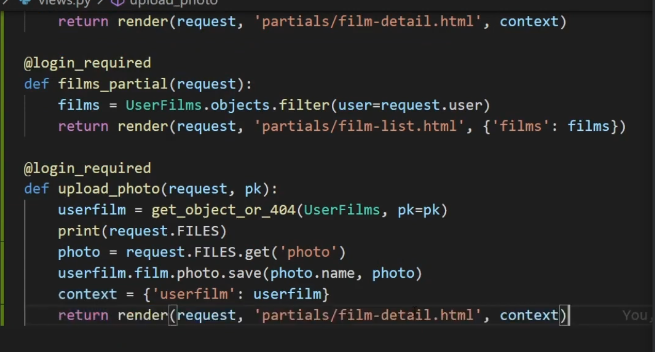 views.py > upload_photo
    return render(request, 'partials/film-detail.html', context)
@login_required
def films_partial(request):
    films = UserFilms.objects.filter(user=request.user)
    return render(request, 'partials/film-list.html', {'films': films})
@login_required
def upload_photo(request, pk):
    userfilm = get_object_or_404(UserFilms, pk=pk)
    print(request.FILES)
    photo = request.FILES.get('photo')
    userfilm.film.photo.save(photo.name, photo)
    context = {'userfilm': userfilm}
    return render(request, 'partials/film-detail.html', context) You,